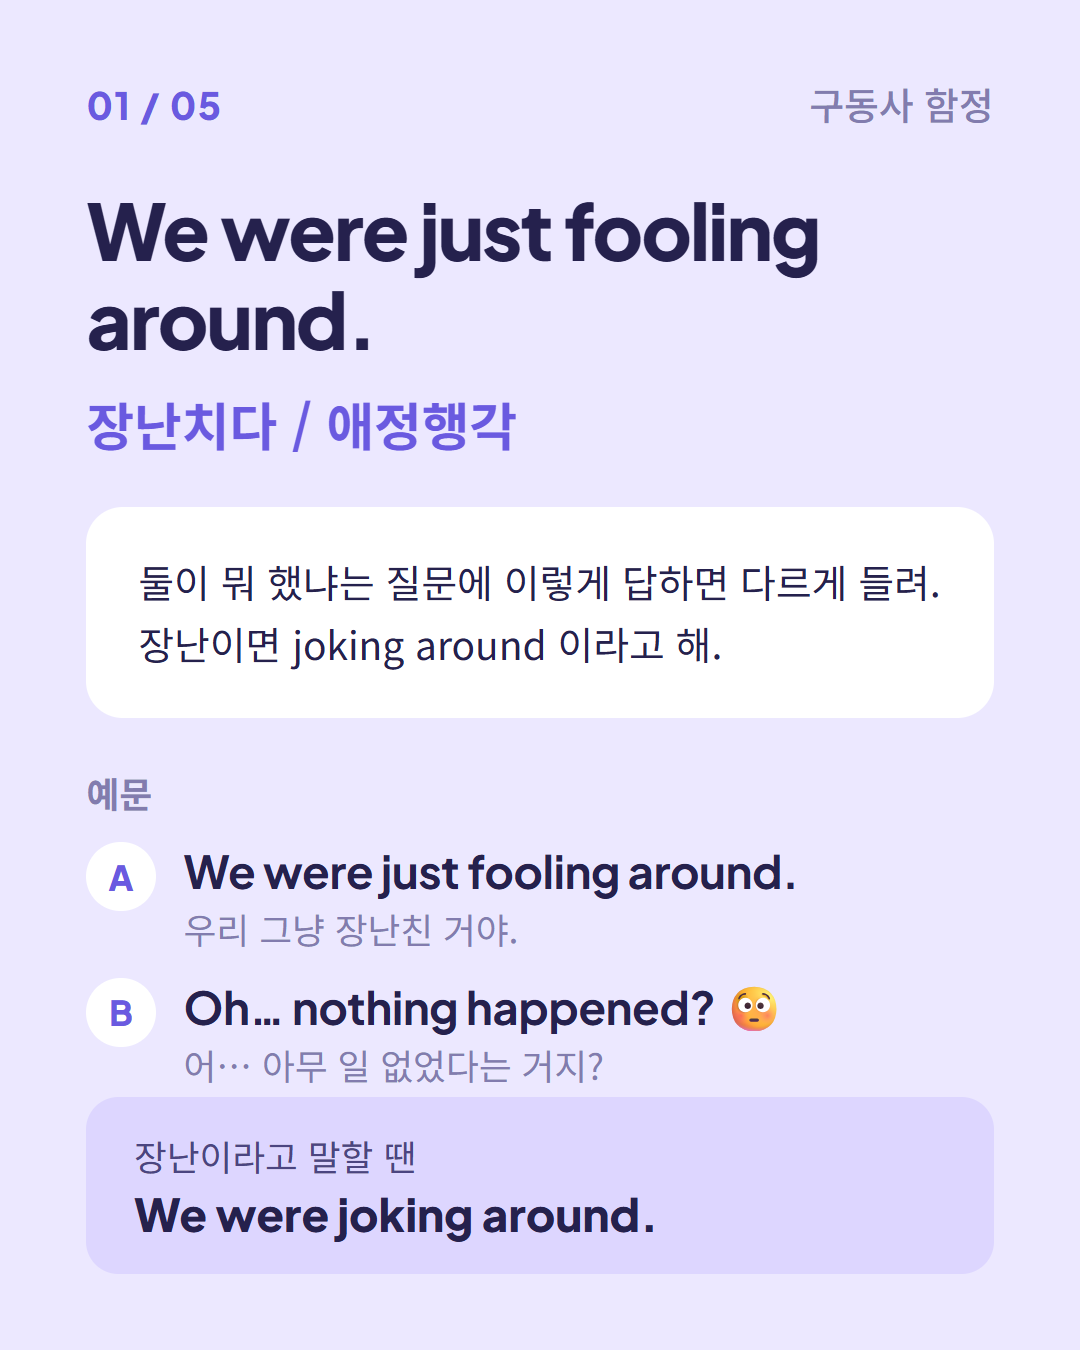 01 / 05
구동사 함정
We were just fooling
around.
장난치다 / 애정행각
둘이 뭐 했냐는 질문에 이렇게 답하면 다르게 들려.
장난이면 joking around 이라고 해.
예문
A
We were just fooling around.
우리 그냥 장난친 거야.
B
Oh… nothing happened? 😳
어… 아무 일 없었다는 거지?
장난이라고 말할 땐
We were joking around.